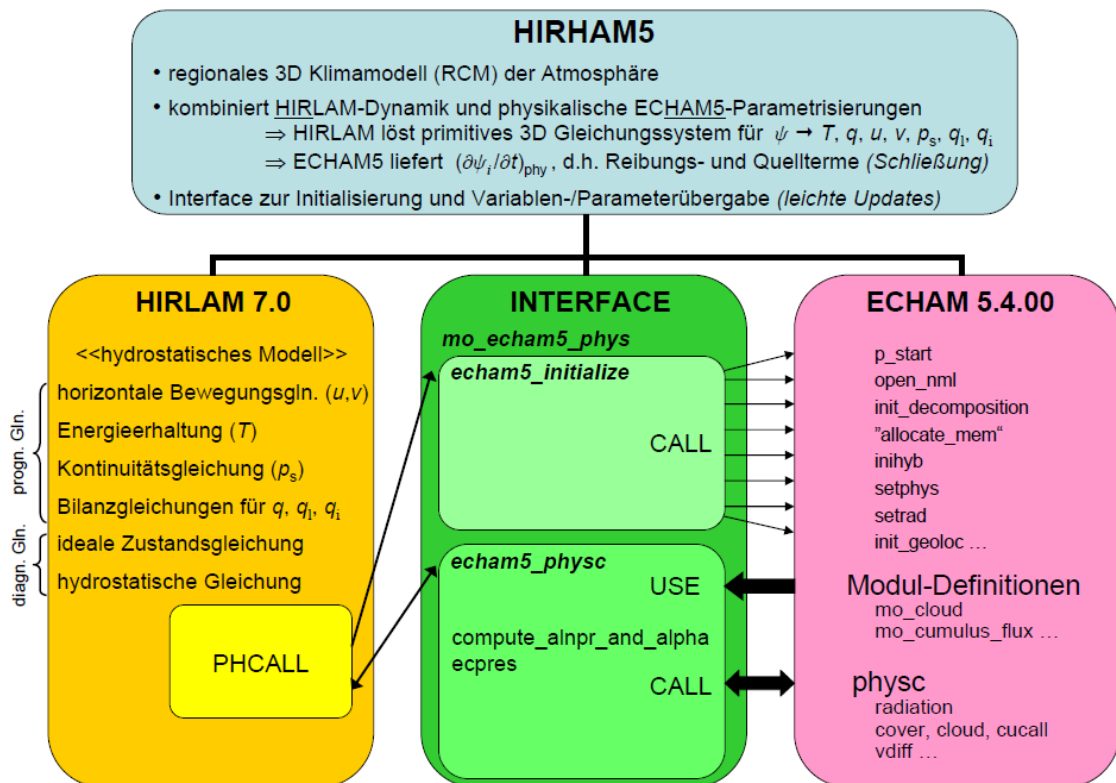 HIRHAM5
• regionales 3D Klimamodell (RCM) der Atmosphäre
• kombiniert HIRLAM-Dynamik und physikalische ECHAM5-Parametrisierungen
⇒ HIRLAM löst primitives 3D Gleichungssystem für ψ → T, q, u, v, pₛ, qₗ, qᵢ
⇒ ECHAM5 liefert (∂ψᵢ/∂t)phy, d.h. Reibungs- und Quellterme (Schließung)
• Interface zur Initialisierung und Variablen-/Parameterübergabe (leichte Updates)
HIRLAM 7.0
<<hydrostatisches Modell>>
progn. Gln.
horizontale Bewegungsgln. (u,v)
Energieerhaltung (T)
Kontinuitätsgleichung (pₛ)
Bilanzgleichungen für q, qₗ, qᵢ
diagn. Gln.
ideale Zustandsgleichung
hydrostatische Gleichung
PHCALL
INTERFACE
mo_echam5_phys
echam5_initialize
CALL
echam5_physc
USE
compute_alnpr_and_alpha
ecpres
CALL
ECHAM 5.4.00
p_start
open_nml
init_decomposition
”allocate_mem“
inihyb
setphys
setrad
init_geoloc …
Modul-Definitionen
mo_cloud
mo_cumulus_flux …
physc
radiation
cover, cloud, cucall
vdiff …